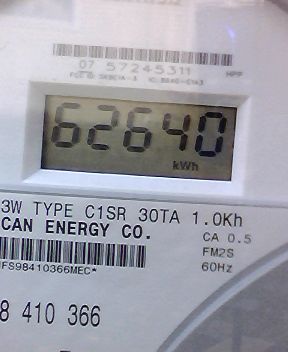 07 57245311 HPP
62640
kWh
3W TYPE C1SR 30TA 1.0Kh
CAN ENERGY CO.
CA 0.5
FM2S
60Hz
FS98410366MEC*
8 410 366